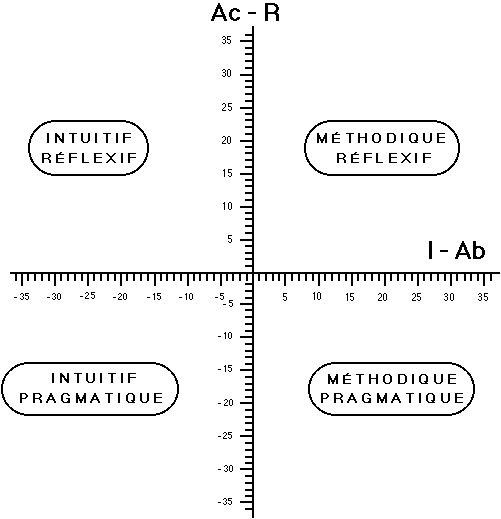 Ac - R
35
30
25
20
15
10
5
INTUITIF
RÉFLEXIF
MÉTHODIQUE
RÉFLEXIF
I - Ab
-35 -30 -25 -20 -15 -10 -5 5 10 15 20 25 30 35
-5
-10
-15
-20
-25
-30
-35
INTUITIF
PRAGMATIQUE
MÉTHODIQUE
PRAGMATIQUE